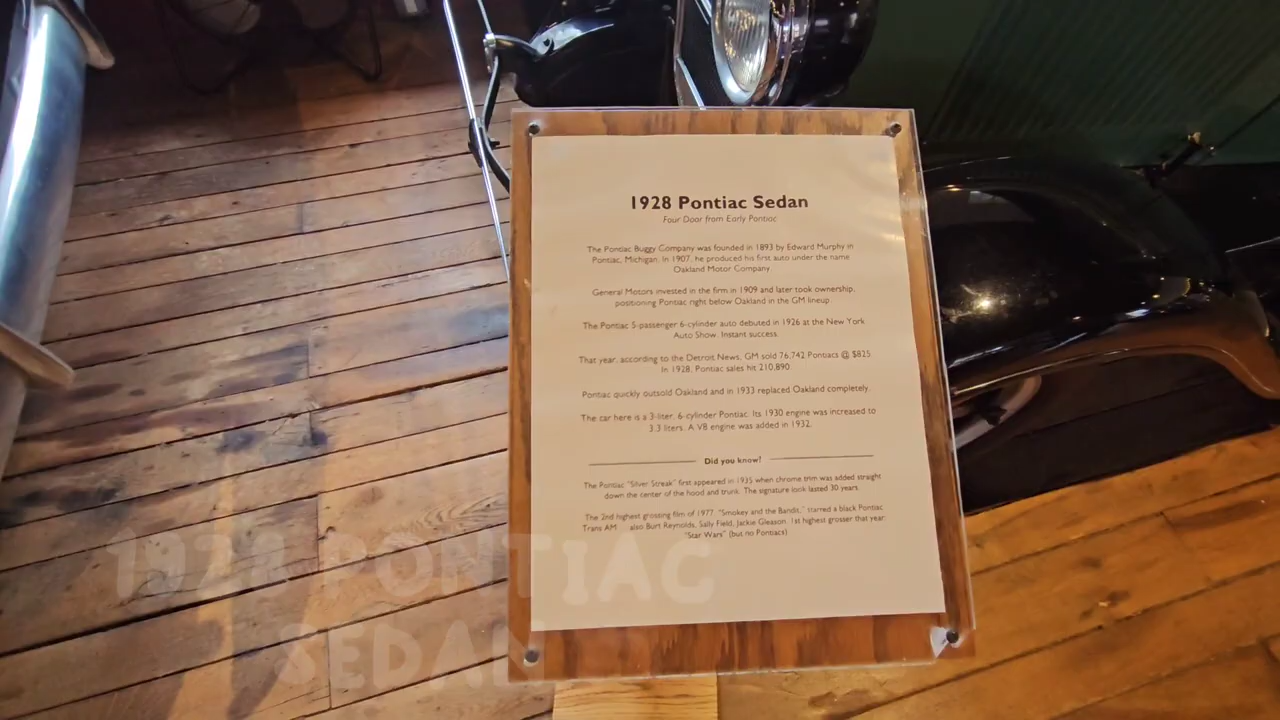 1928 Pontiac Sedan
Four Door from Early Pontiac
The Pontiac Buggy Company was founded in 1893 by Edward Murphy in
Pontiac, Michigan. In 1907, he produced his first auto under the name
Oakland Motor Company.
General Motors invested in the firm in 1909 and later took ownership,
positioning Pontiac right below Oakland in the GM lineup.
The Pontiac 5-passenger 6-cylinder auto debuted in 1926 at the New York
Auto Show. Instant success.
That year, according to the Detroit News, GM sold 76,742 Pontiacs @ $825.
In 1928, Pontiac sales hit 210,890.
Pontiac quickly outsold Oakland and in 1933 replaced Oakland completely.
The car here is a 3-liter, 6-cylinder Pontiac. Its 1930 engine was increased to
3.3 liters. A V8 engine was added in 1932.
Did you know?
The Pontiac "Silver Streak" first appeared in 1935 when chrome trim was added straight
down the center of the hood and trunk. The signature look lasted 30 years.
The 2nd highest grossing film of 1977, "Smokey and the Bandit," starred a black Pontiac
Trans AM ... also Burt Reynolds, Sally Field, Jackie Gleason. 1st highest grosser that year:
"Star Wars" (but no Pontiacs)
1928 PONTIAC
SEDAN